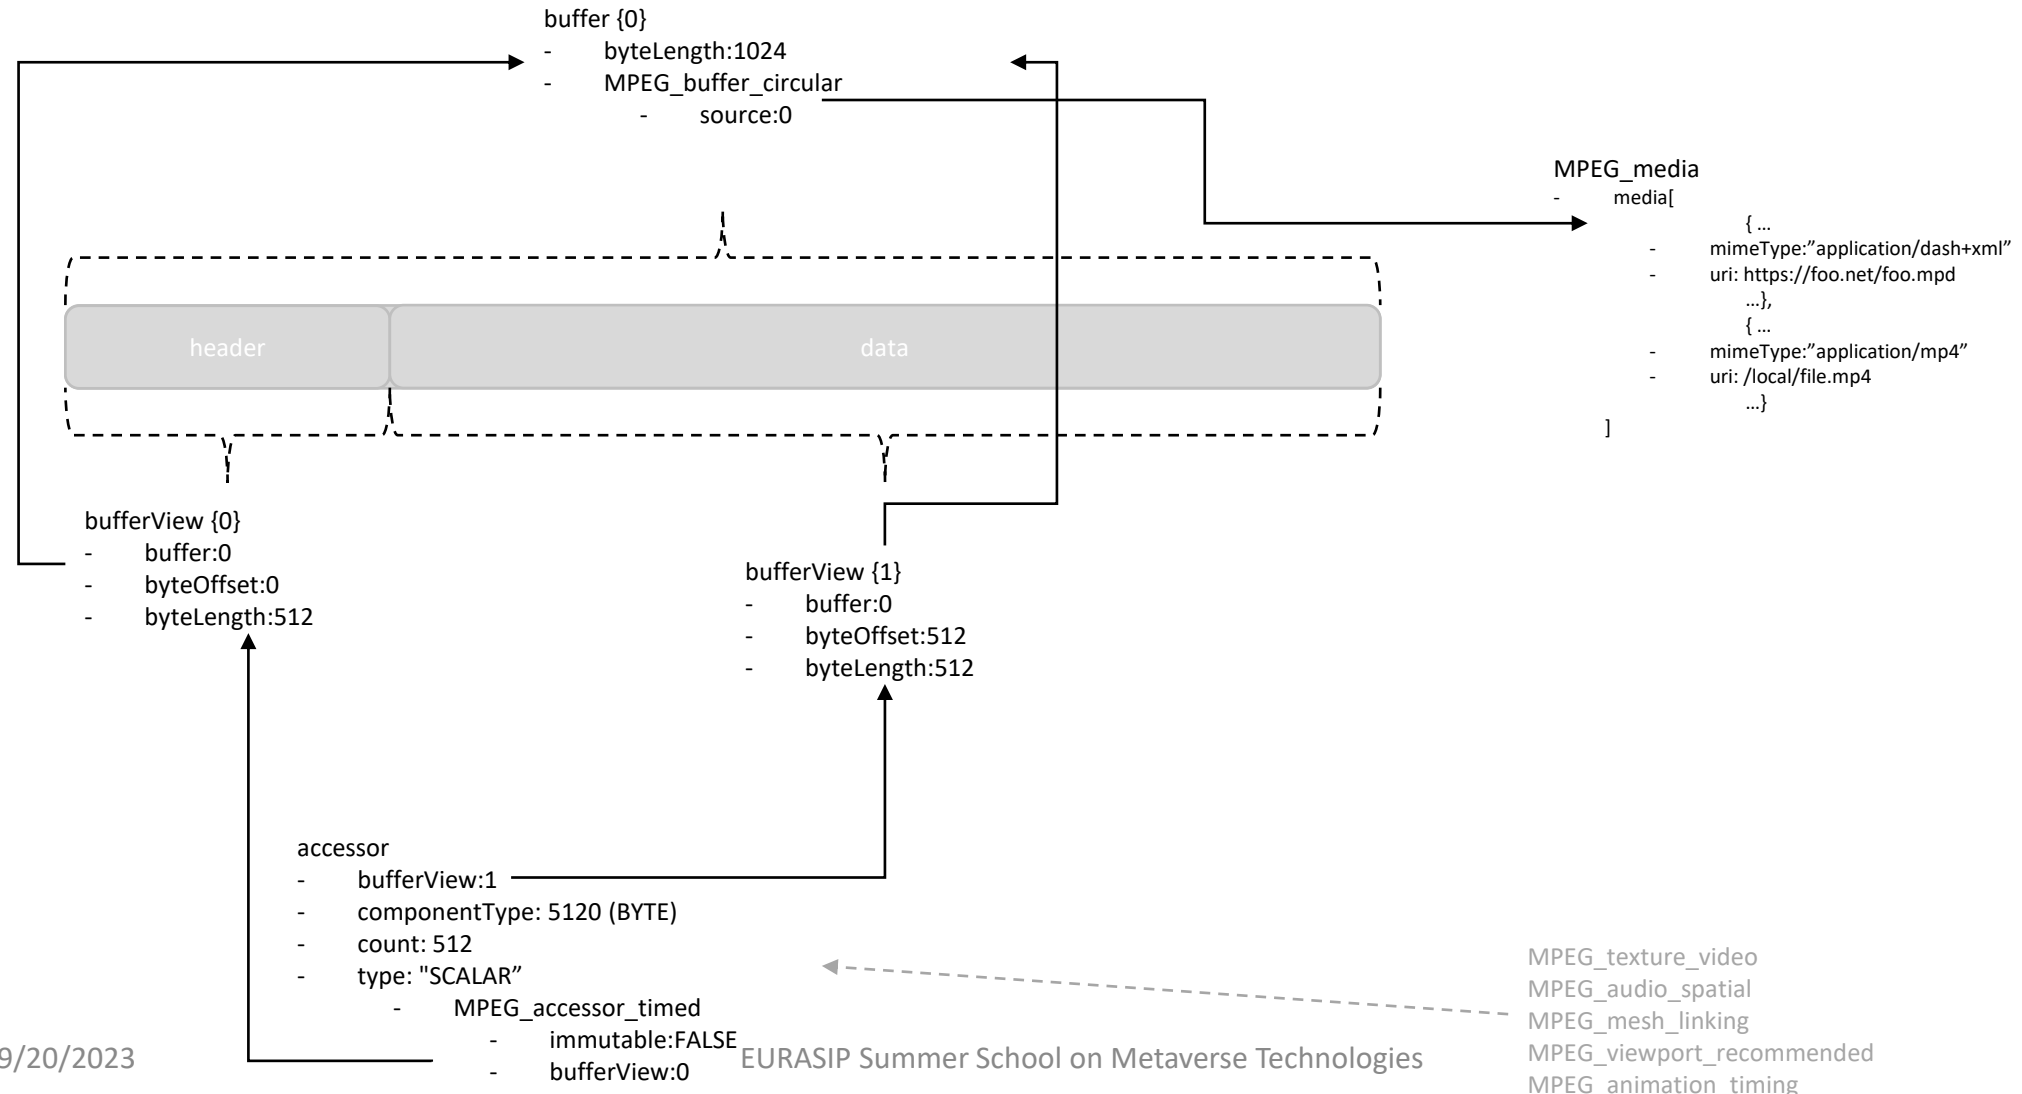 buffer {0}
- byteLength:1024
- MPEG_buffer_circular
- source:0
MPEG_media
- media[
{ …
- mimeType:”application/dash+xml”
- uri: https://foo.net/foo.mpd
…},
{ …
- mimeType:”application/mp4”
- uri: /local/file.mp4
…}
]
header
data
bufferView {0}
- buffer:0
- byteOffset:0
- byteLength:512
bufferView {1}
- buffer:0
- byteOffset:512
- byteLength:512
accessor
- bufferView:1
- componentType: 5120 (BYTE)
- count: 512
- type: "SCALAR”
- MPEG_accessor_timed
- immutable:FALSE
- bufferView:0
MPEG_texture_video
MPEG_audio_spatial
MPEG_mesh_linking
MPEG_viewport_recommended
MPEG_animation_timing
9/20/2023
EURASIP Summer School on Metaverse Technologies